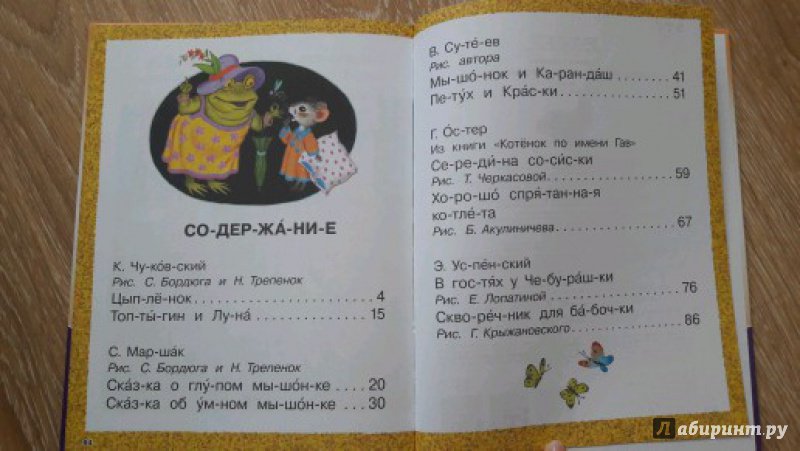 СО-ДЕР-ЖА́-НИ-Е
К. Чу-ко́в-ский
Рис. С. Бордюга и Н. Трепенок
Цып-лё-нок 4
Топ-ты́-гин и Лу-на́ 15
С. Мар-ша́к
Рис. С. Бордюга и Н. Трепенок
Ска́з-ка о глу́-пом мы-шо́н-ке 20
Ска́з-ка об у́м-ном мы-шо́н-ке 30
В. Су-те́-ев
Рис. автора
Мы-шо́-нок и Ка-ран-да́ш 41
Пе-ту́х и Кра́с-ки 51
Г. О́с-тер
Из книги «Котёнок по имени Гав»
Се-ре-ди́-на со-си́с-ки
Рис. Т. Черкасовой 59
Хо-ро-шо́ спря́-тан-на-я
ко-тле́-та
Рис. Б. Акулиничева 67
Э. Ус-пе́н-ский
В гос-тя́х у Че-бу-ра́ш-ки
Рис. Е. Лопатиной 76
Скво-ре́ч-ник для ба́-боч-ки
Рис. Г. Крыжановского 86
Лабиринт.ру